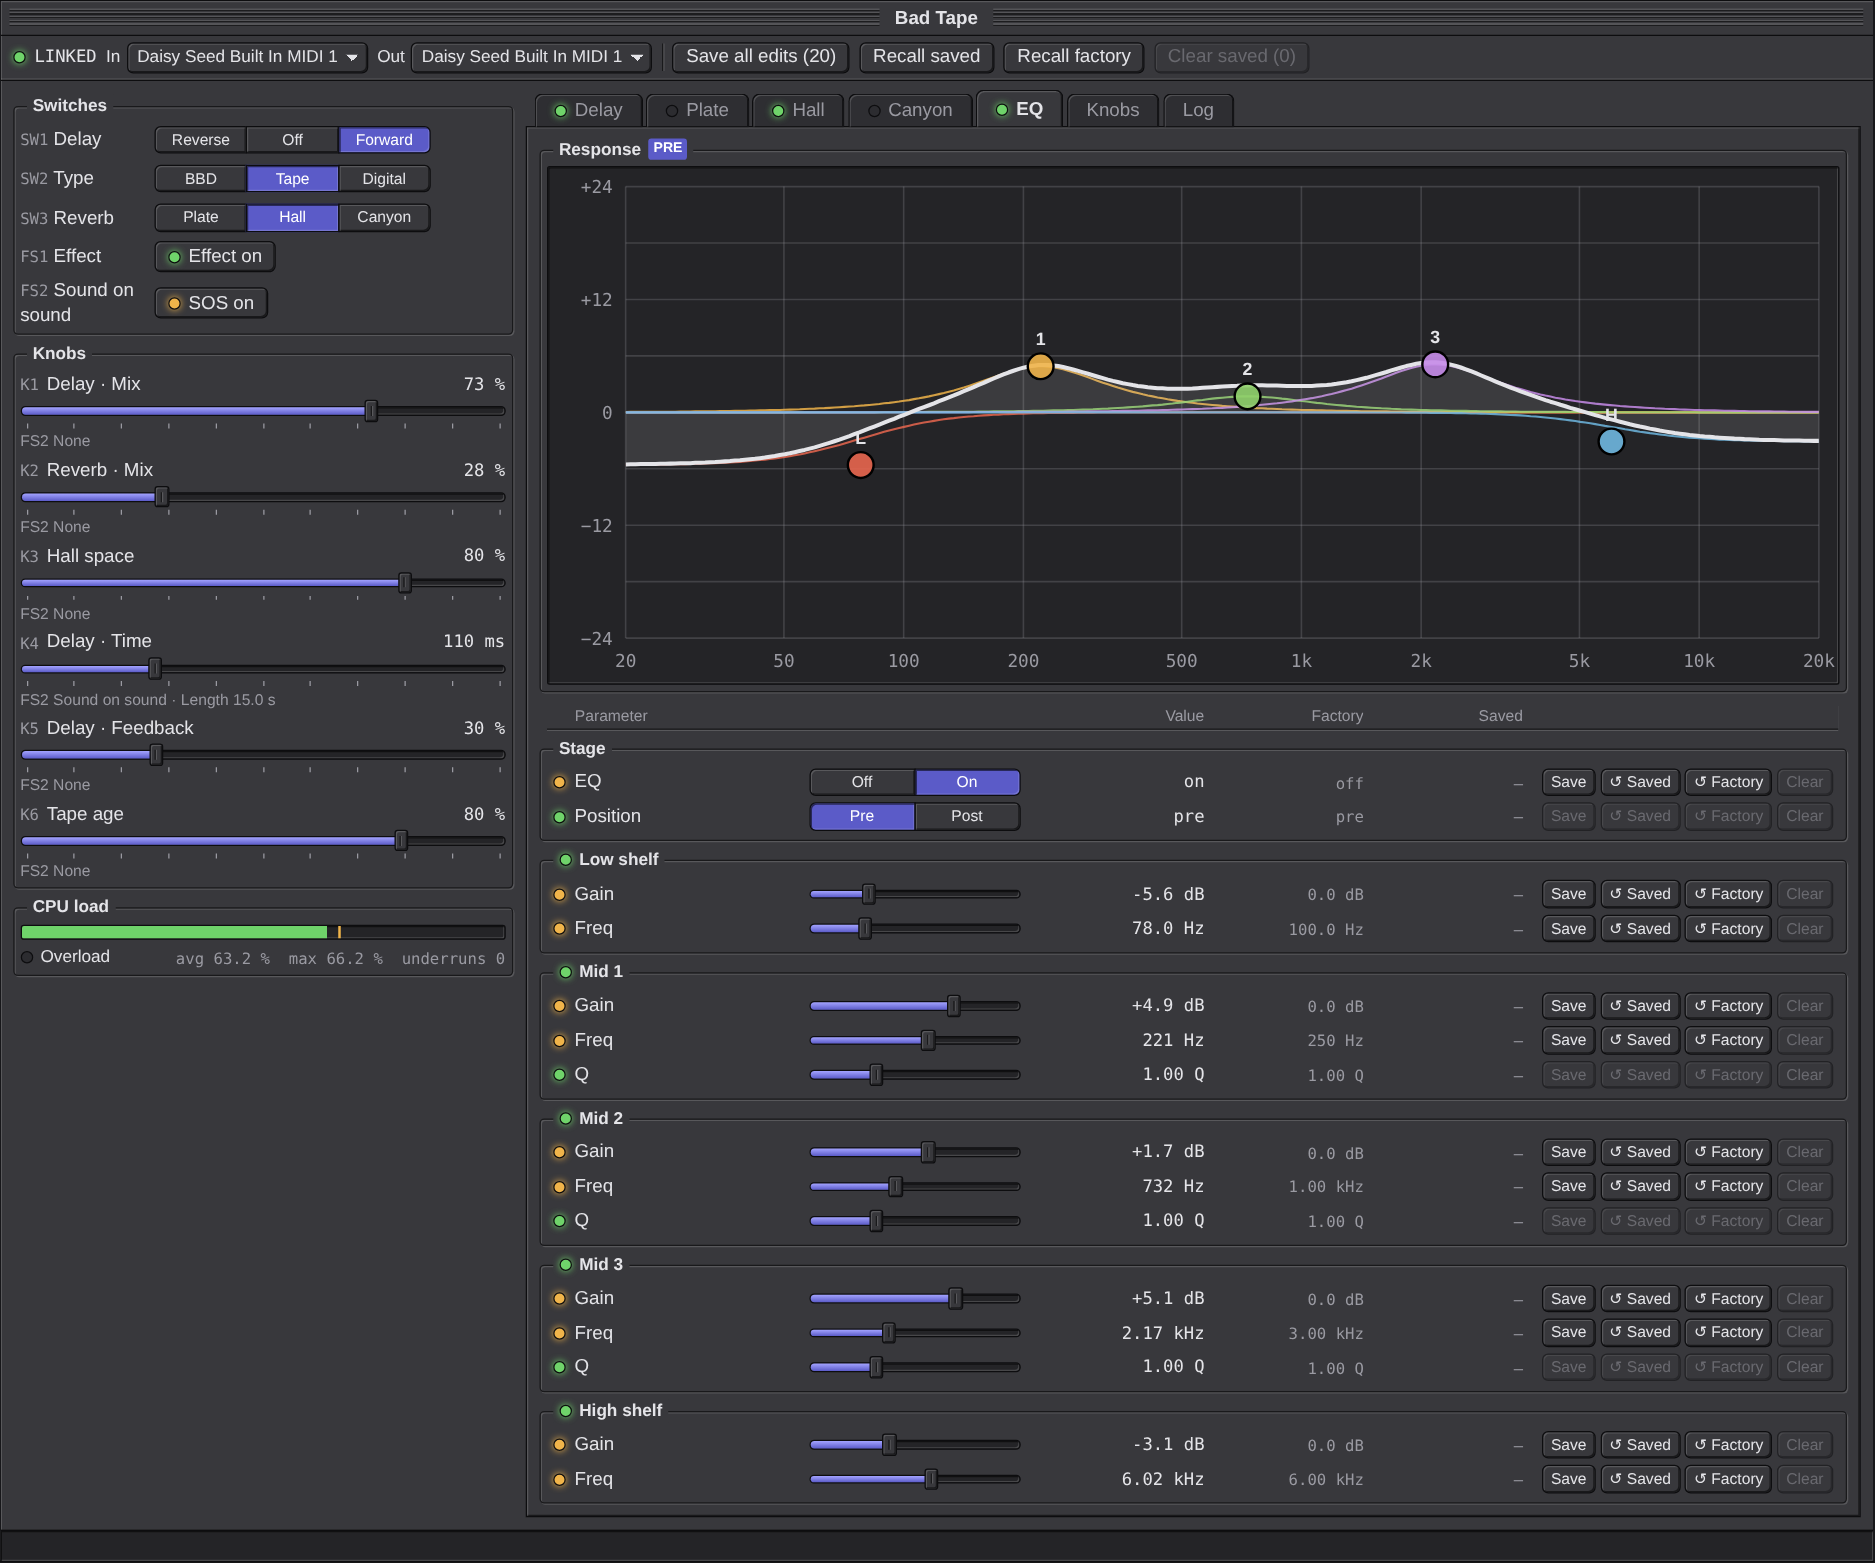 Bad Tape
LINKED In Daisy Seed Built In MIDI 1 Out Daisy Seed Built In MIDI 1 Save all edits (20) Recall saved Recall factory Clear saved (0)
Switches
SW1 Delay Reverse Off Forward
SW2 Type BBD Tape Digital
SW3 Reverb Plate Hall Canyon
FS1 Effect Effect on
FS2 Sound on sound SOS on
Knobs
K1 Delay · Mix 73 %
FS2 None
K2 Reverb · Mix 28 %
FS2 None
K3 Hall space 80 %
FS2 None
K4 Delay · Time 110 ms
FS2 Sound on sound · Length 15.0 s
K5 Delay · Feedback 30 %
FS2 None
K6 Tape age 80 %
FS2 None
CPU load
Overload avg 63.2 % max 66.2 % underruns 0
Delay Plate Hall Canyon EQ Knobs Log
Response PRE
+24
+12
0
−12
−24
1
2
3
L
H
20 50 100 200 500 1k 2k 5k 10k 20k
Parameter Value Factory Saved
Stage
EQ Off On on off – Save ↺ Saved ↺ Factory Clear
Position Pre Post pre pre – Save ↺ Saved ↺ Factory Clear
Low shelf
Gain -5.6 dB 0.0 dB – Save ↺ Saved ↺ Factory Clear
Freq 78.0 Hz 100.0 Hz – Save ↺ Saved ↺ Factory Clear
Mid 1
Gain +4.9 dB 0.0 dB – Save ↺ Saved ↺ Factory Clear
Freq 221 Hz 250 Hz – Save ↺ Saved ↺ Factory Clear
Q 1.00 Q 1.00 Q – Save ↺ Saved ↺ Factory Clear
Mid 2
Gain +1.7 dB 0.0 dB – Save ↺ Saved ↺ Factory Clear
Freq 732 Hz 1.00 kHz – Save ↺ Saved ↺ Factory Clear
Q 1.00 Q 1.00 Q – Save ↺ Saved ↺ Factory Clear
Mid 3
Gain +5.1 dB 0.0 dB – Save ↺ Saved ↺ Factory Clear
Freq 2.17 kHz 3.00 kHz – Save ↺ Saved ↺ Factory Clear
Q 1.00 Q 1.00 Q – Save ↺ Saved ↺ Factory Clear
High shelf
Gain -3.1 dB 0.0 dB – Save ↺ Saved ↺ Factory Clear
Freq 6.02 kHz 6.00 kHz – Save ↺ Saved ↺ Factory Clear